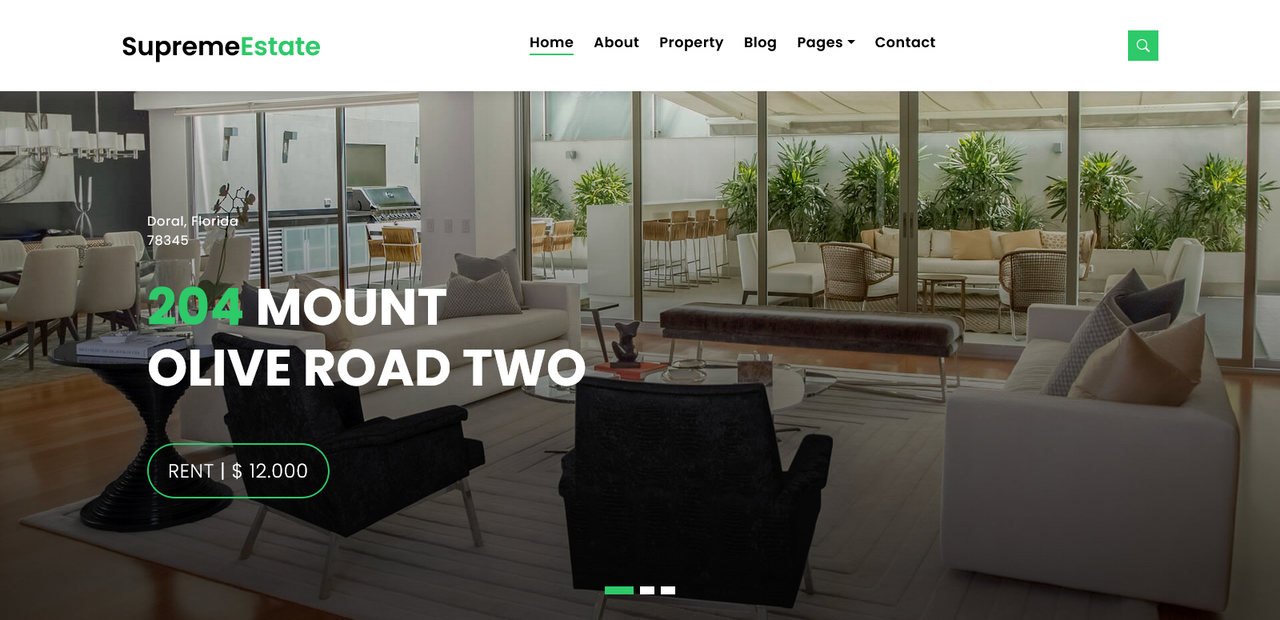 SupremeEstate
Home About Property Blog Pages Contact
Doral, Florida
78345
204 MOUNT
OLIVE ROAD TWO
RENT | $ 12.000